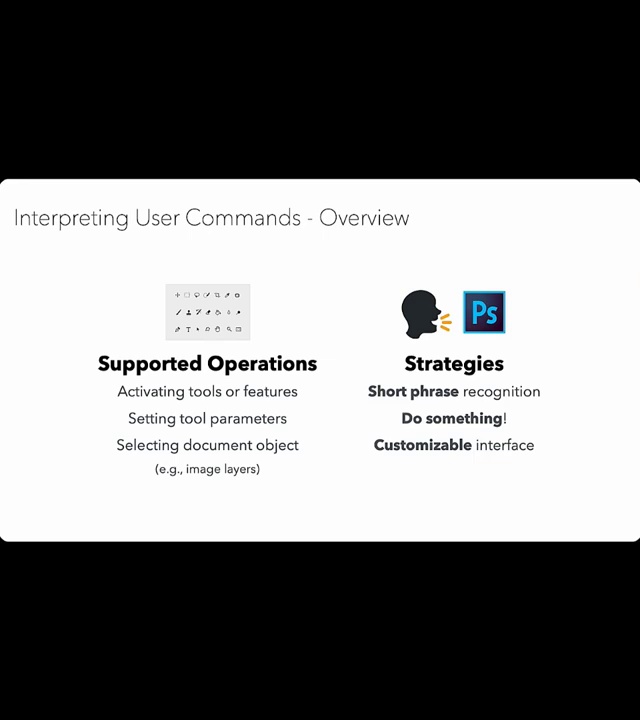 Interpreting User Commands - Overview
Ps
Supported Operations
Activating tools or features
Setting tool parameters
Selecting document object
(e.g., image layers)
Strategies
Short phrase recognition
Do something!
Customizable interface